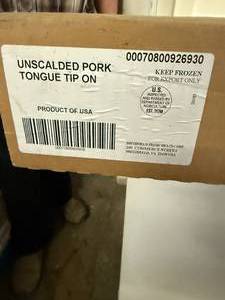 UNSCALDED PORK
TONGUE TIP ON
00070800926930
KEEP FROZEN
FOR EXPORT ONLY
U.S.
INSPECTED
AND PASSED BY
DEPARTMENT OF
AGRICULTURE
PRODUCT OF USA